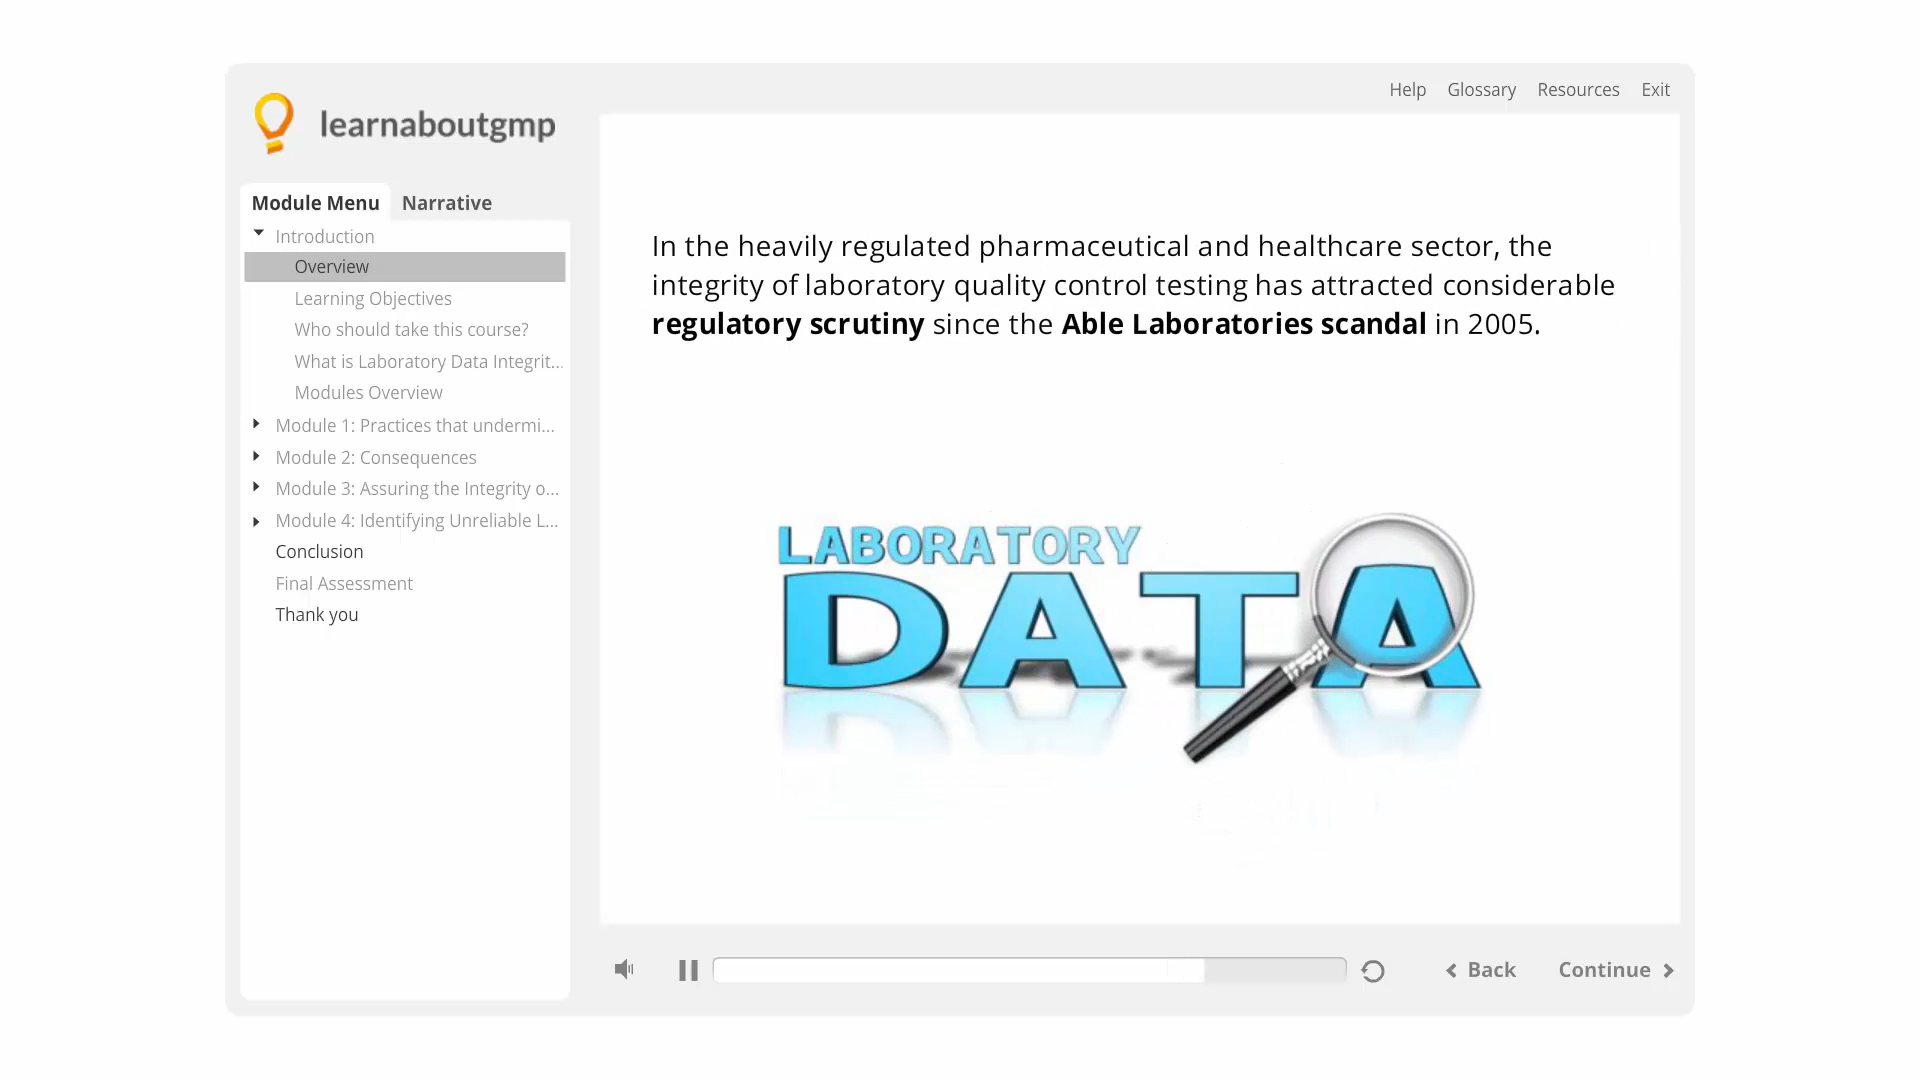 Help Glossary Resources Exit
learnaboutgmp
Module Menu Narrative
Introduction
Overview
Learning Objectives
Who should take this course?
What is Laboratory Data Integrit...
Modules Overview
Module 1: Practices that undermi...
Module 2: Consequences
Module 3: Assuring the Integrity o...
Module 4: Identifying Unreliable L...
Conclusion
Final Assessment
Thank you
In the heavily regulated pharmaceutical and healthcare sector, the
integrity of laboratory quality control testing has attracted considerable
regulatory scrutiny since the Able Laboratories scandal in 2005.
LABORATORY
DATA
Back Continue